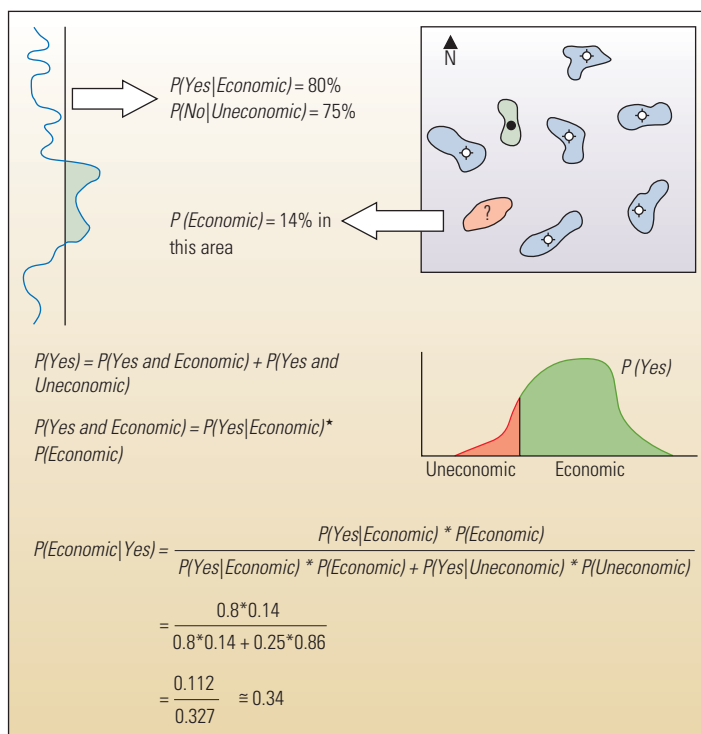 P(Yes|Economic) = 80%
P(No|Uneconomic) = 75%
N
P (Economic) = 14% in
this area
?
P(Yes) = P(Yes and Economic) + P(Yes and
Uneconomic)
P(Yes and Economic) = P(Yes|Economic)*
P(Economic)
P (Yes)
Uneconomic Economic
P(Economic|Yes) = P(Yes|Economic) * P(Economic)
P(Yes|Economic) * P(Economic) + P(Yes|Uneconomic) * P(Uneconomic)
= 0.8*0.14
0.8*0.14 + 0.25*0.86
= 0.112
0.327 ≅ 0.34